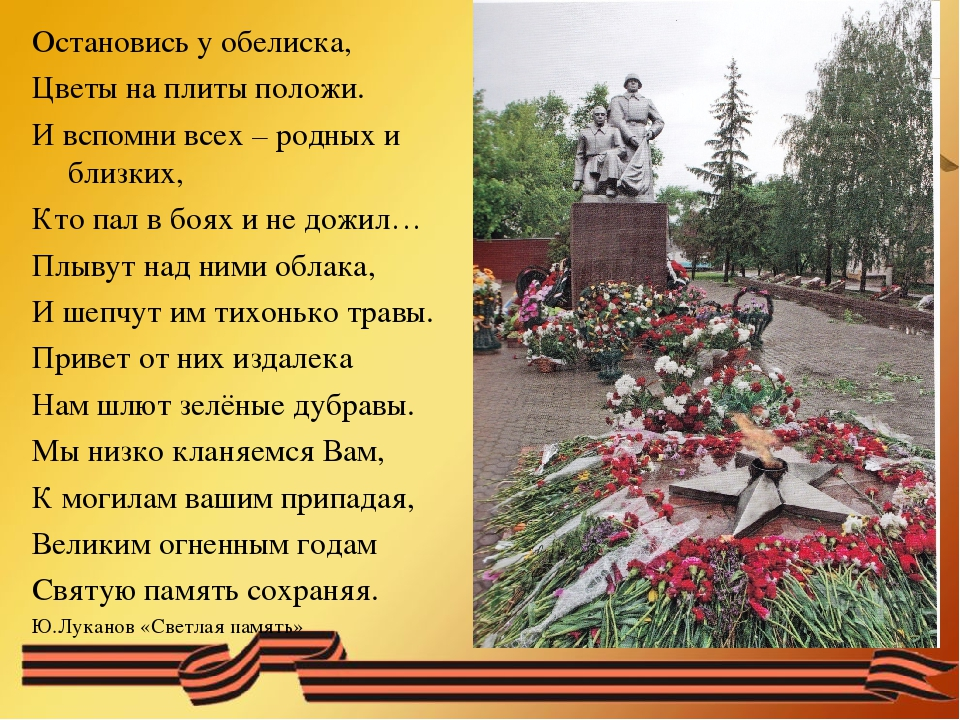 Остановись у обелиска,
Цветы на плиты положи.
И вспомни всех – родных и
близких,
Кто пал в боях и не дожил…
Плывут над ними облака,
И шепчут им тихонько травы.
Привет от них издалека
Нам шлют зелёные дубравы.
Мы низко кланяемся Вам,
К могилам вашим припадая,
Великим огненным годам
Святую память сохраняя.
Ю.Луканов «Светлая память»